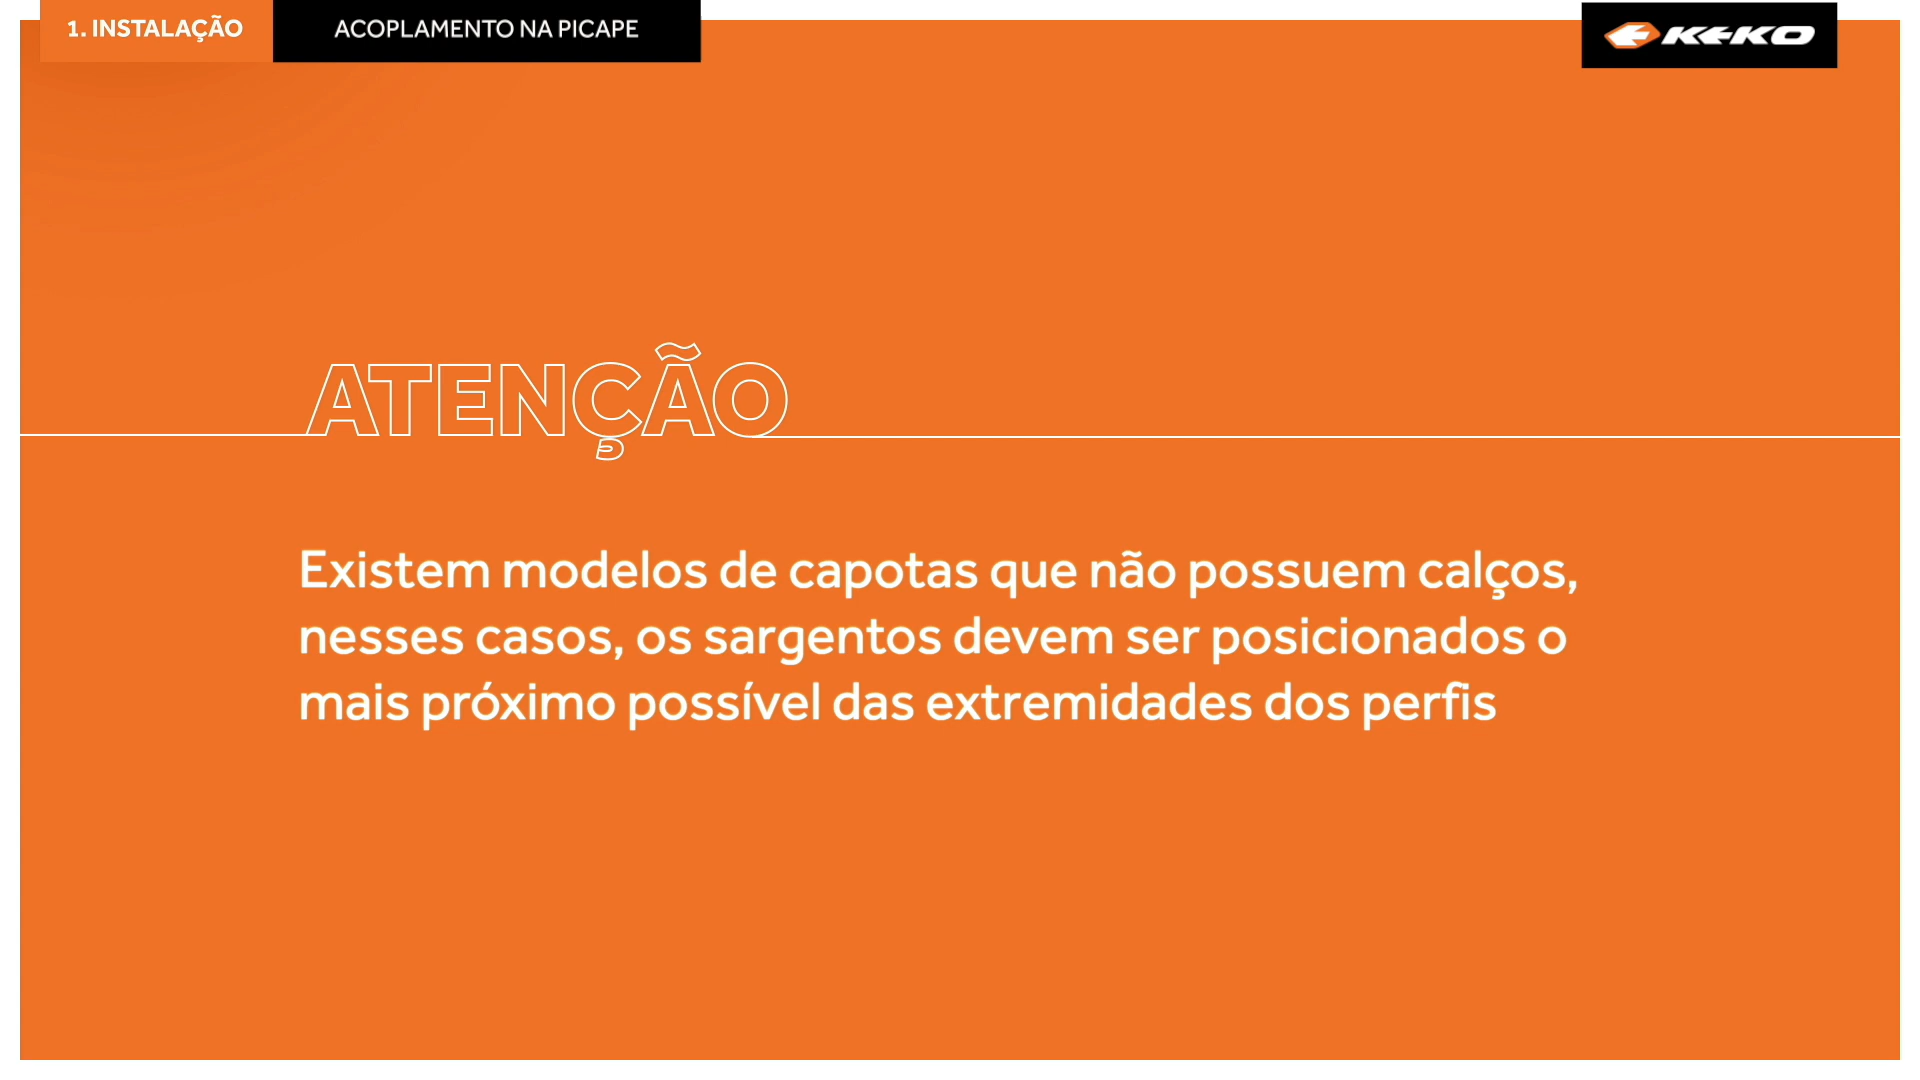 1. INSTALAÇÃO
ACOPLAMENTO NA PICAPE
KEKO
ATENÇÃO
Existem modelos de capotas que não possuem calços,
nesses casos, os sargentos devem ser posicionados o
mais próximo possível das extremidades dos perfis